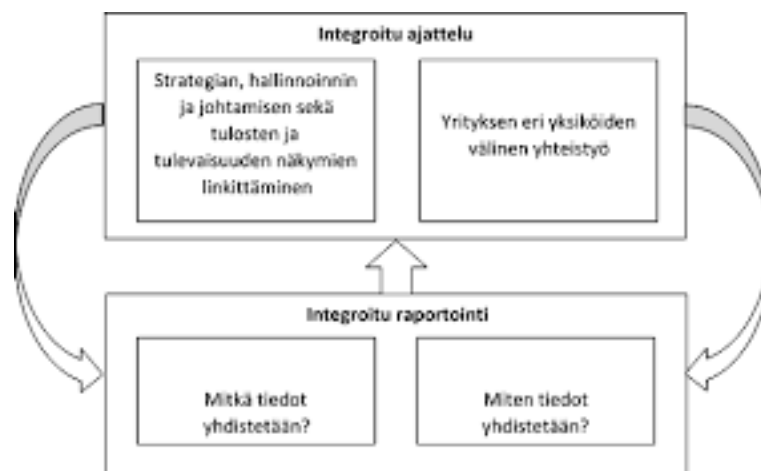 Integroitu ajattelu
Strategian, hallinnoinnin
ja johtamisen sekä
tulosten ja
tulevaisuuden näkymien
linkittäminen
Yrityksen eri yksiköiden
välinen yhteistyö
Integroitu raportointi
Mitkä tiedot
yhdistetään?
Miten tiedot
yhdistetään?